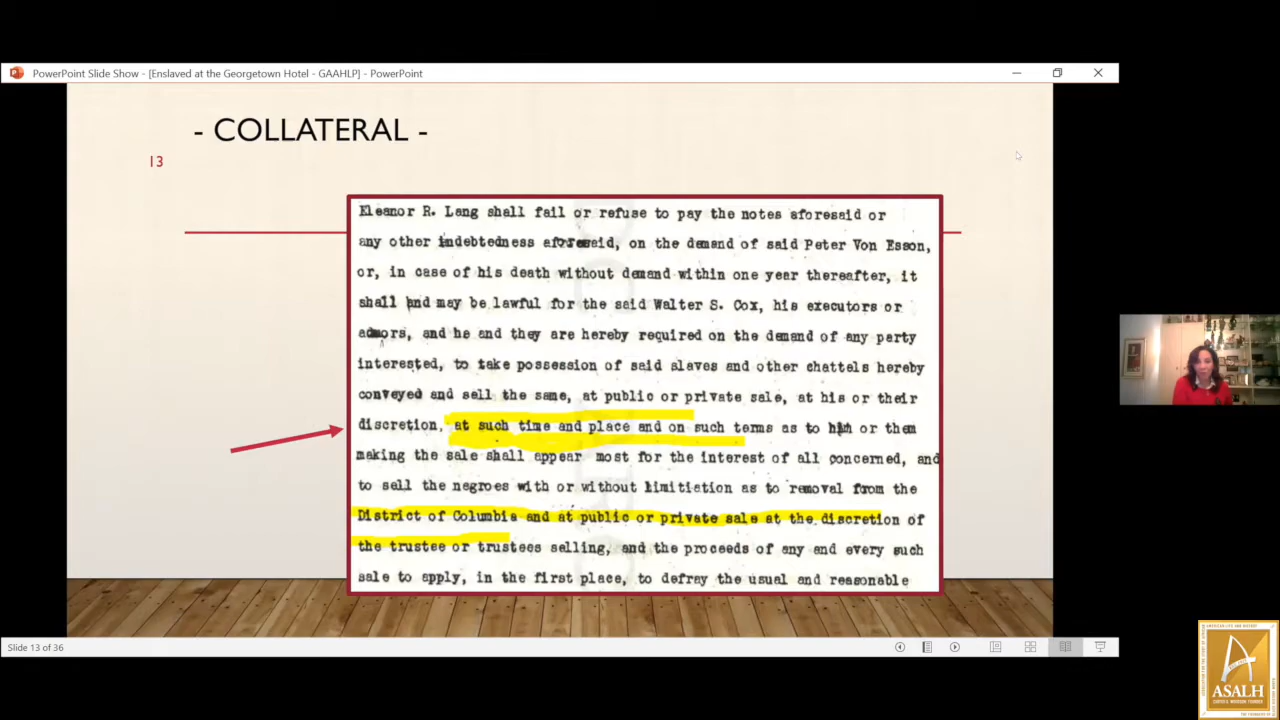 PowerPoint Slide Show - [Enslaved at the Georgetown Hotel - GAAHLP] - PowerPoint
- COLLATERAL -
13
Eleanor R. Lang shall fail or refuse to pay the notes aforesaid or
any other indebtedness aforesaid, on the demand of said Peter Von Esson,
or, in case of his death without demand within one year thereafter, it
shall and may be lawful for the said Walter S. Cox, his executors or
admors, and he and they are hereby required on the demand of any party
interested, to take possession of said slaves and other chattels hereby
conveyed and sell the same, at public or private sale, at his or their
discretion, at such time and place and on such terms as to him or them
making the sale shall appear most for the interest of all concerned, and
to sell the negroes with or without limitiation as to removal from the
District of Columbia and at public or private sale at the discretion of
the trustee or trustees selling, and the proceeds of any and every such
sale to apply, in the first place, to defray the usual and reasonable
Slide 13 of 36
ASALH